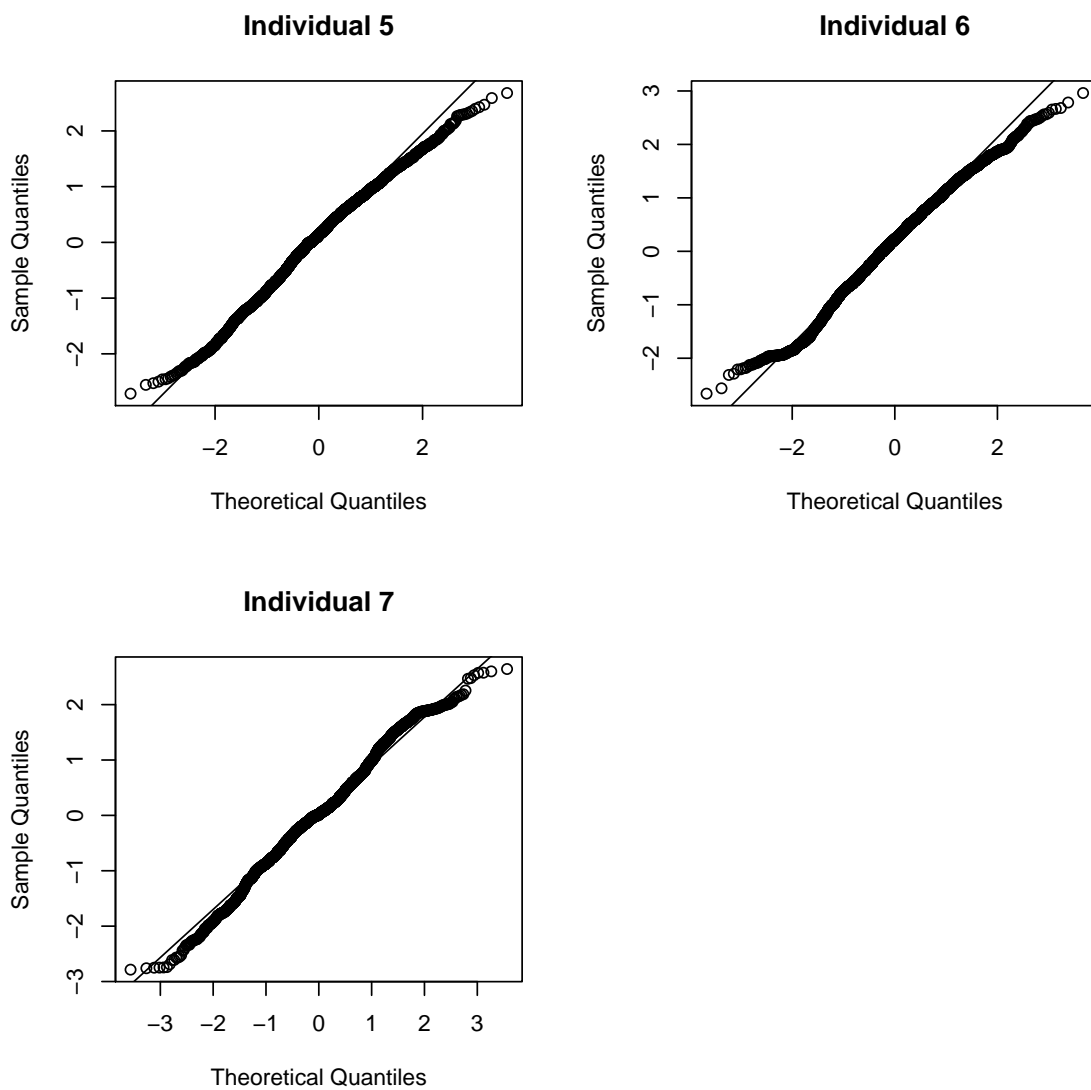 Individual 5
Sample Quantiles
2
1
0
−1
−2
−2 0 2
Theoretical Quantiles
Individual 6
Sample Quantiles
3
2
1
0
−1
−2
−2 0 2
Theoretical Quantiles
Individual 7
Sample Quantiles
2
1
0
−1
−2
−3
−3 −2 −1 0 1 2 3
Theoretical Quantiles